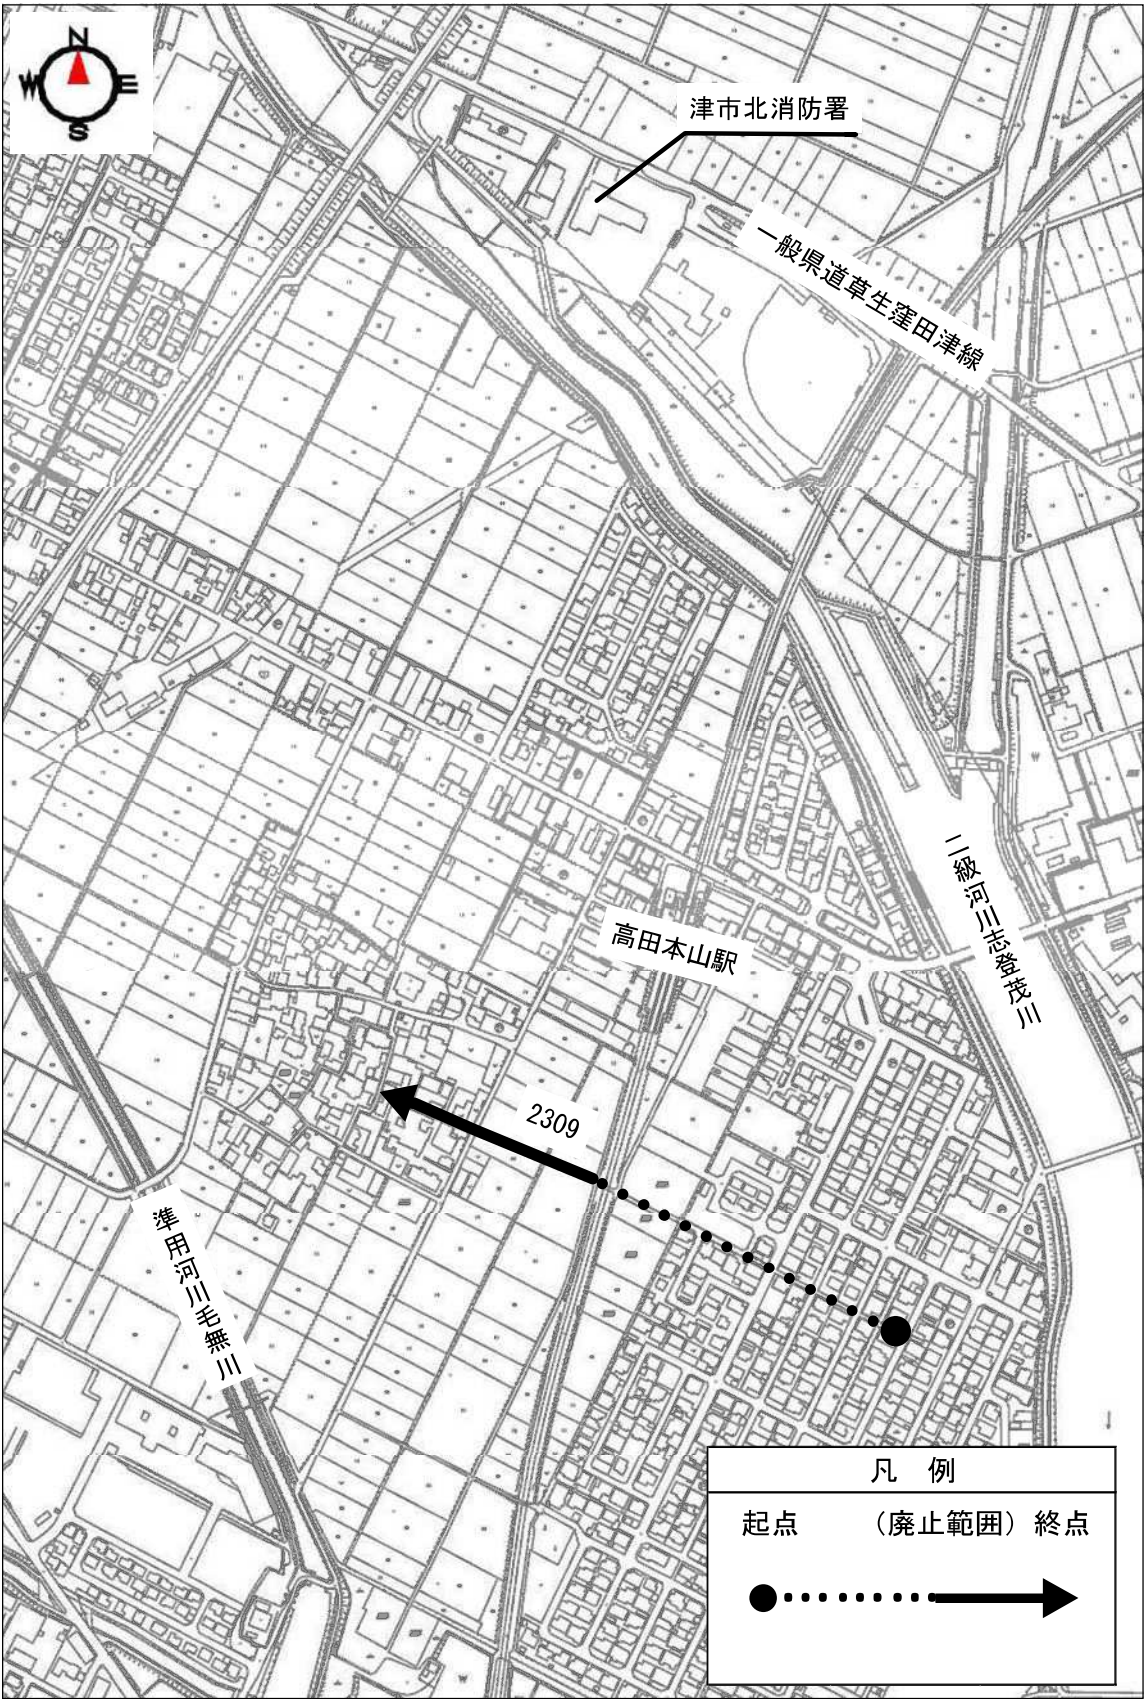 N
W E
S
津市北消防署
一般県道草生窪田津線
二級河川志登茂川
高田本山駅
2309
準用河川毛無川
凡 例
起点 （廃止範囲）終点